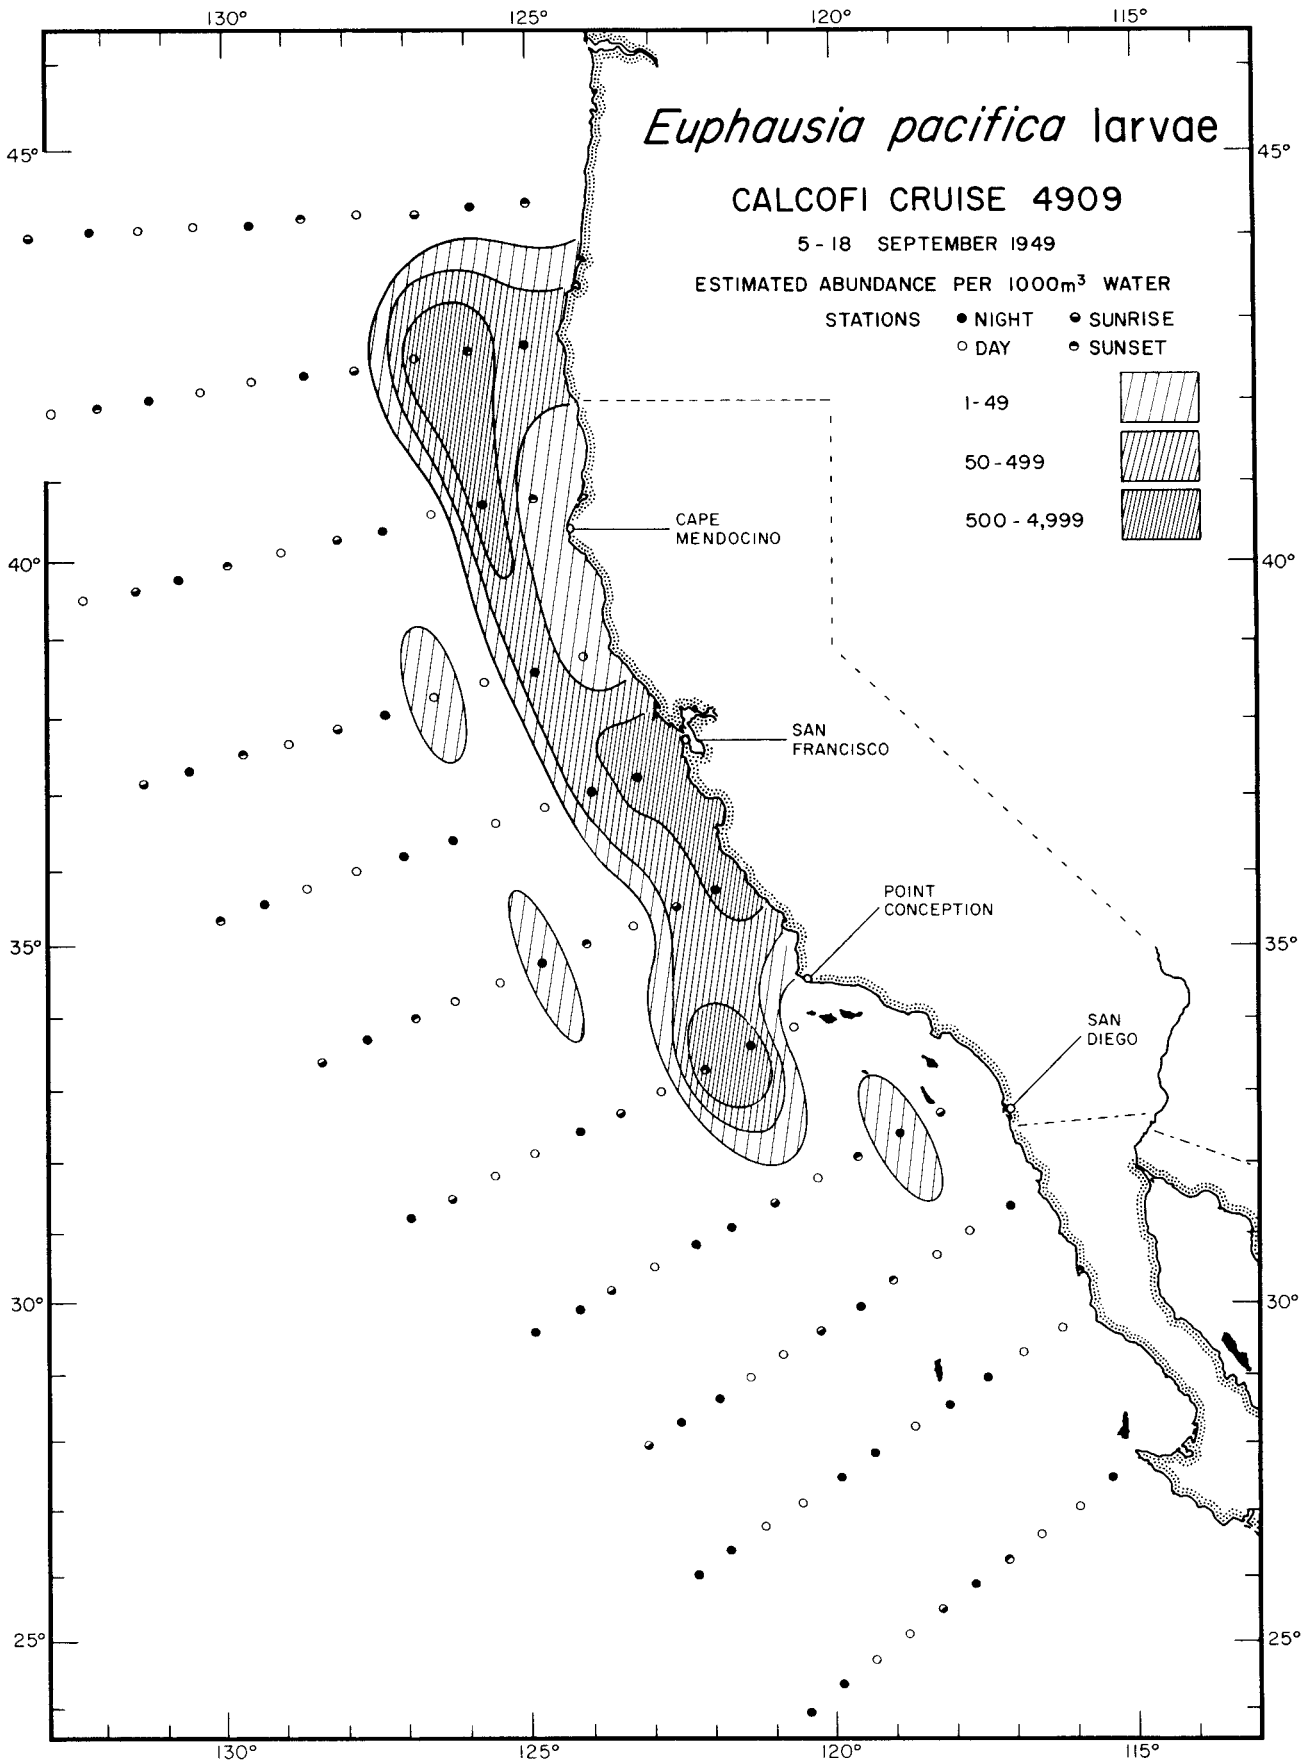 130° 125° 120° 115°
Euphausia pacifica larvae
45° 45°
CALCOFI CRUISE 4909
5-18 SEPTEMBER 1949
ESTIMATED ABUNDANCE PER 1000m³ WATER
STATIONS NIGHT SUNRISE
DAY SUNSET
1-49
50-499
500-4,999
CAPE
MENDOCINO
40° 40°
SAN
FRANCISCO
POINT
CONCEPTION
35° 35°
SAN
DIEGO
30° 30°
25° 25°
130° 125° 120° 115°